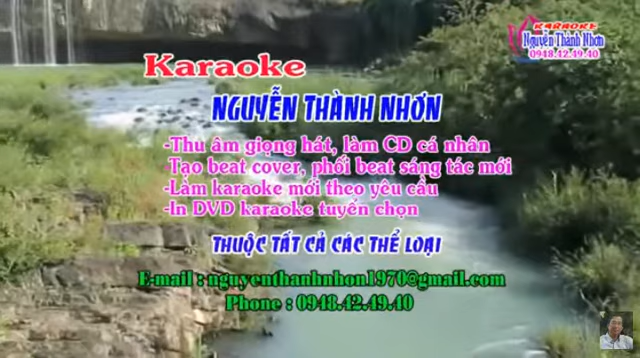 KARAOKE
Nguyễn Thành Nhơn
0948.42.49.40
Karaoke
NGUYỄN THÀNH NHƠN
-Thu âm giọng hát, làm CD cá nhân
-Tạo beat cover, phối beat sáng tác mới
-Làm karaoke mới theo yêu cầu
-In DVD karaoke tuyển chọn
THUỘC TẤT CẢ CÁC THỂ LOẠI
E-mail : nguyenthanhnhon1970@gmail.com
Phone : 0948.42.49.40